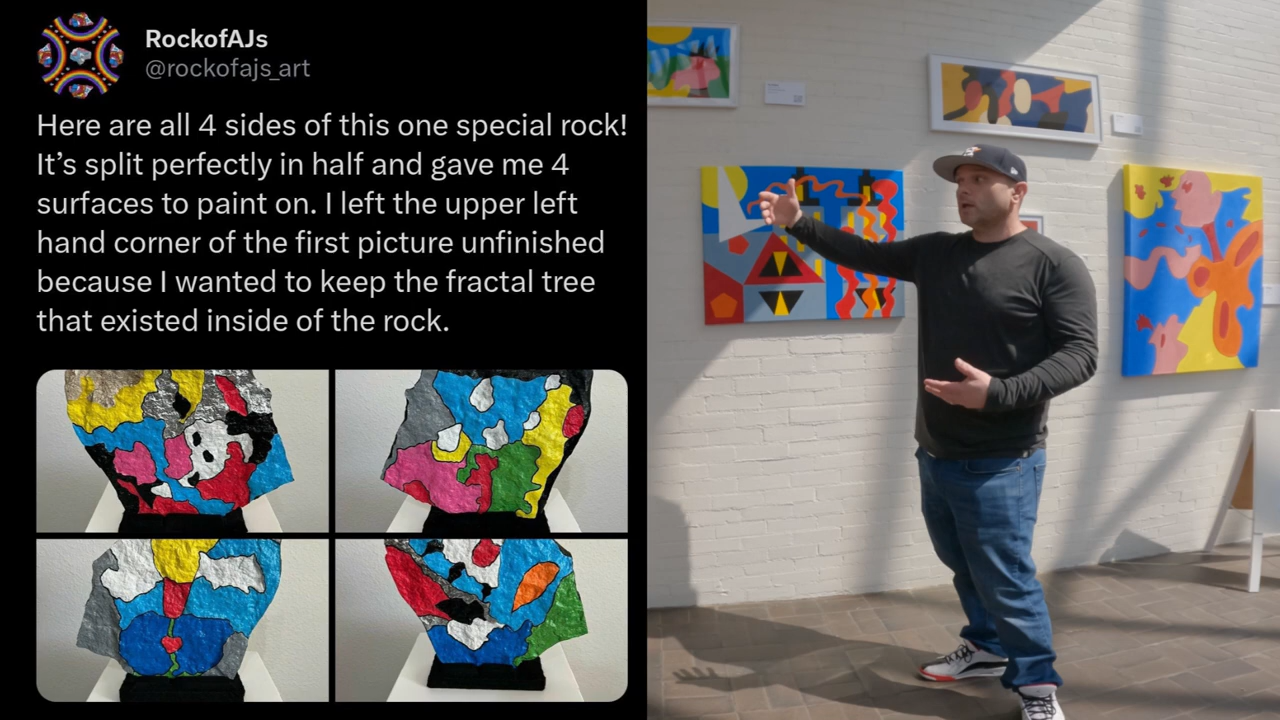 RockofAJs
@rockofajs_art
Here are all 4 sides of this one special rock!
It’s split perfectly in half and gave me 4
surfaces to paint on. I left the upper left
hand corner of the first picture unfinished
because I wanted to keep the fractal tree
that existed inside of the rock.